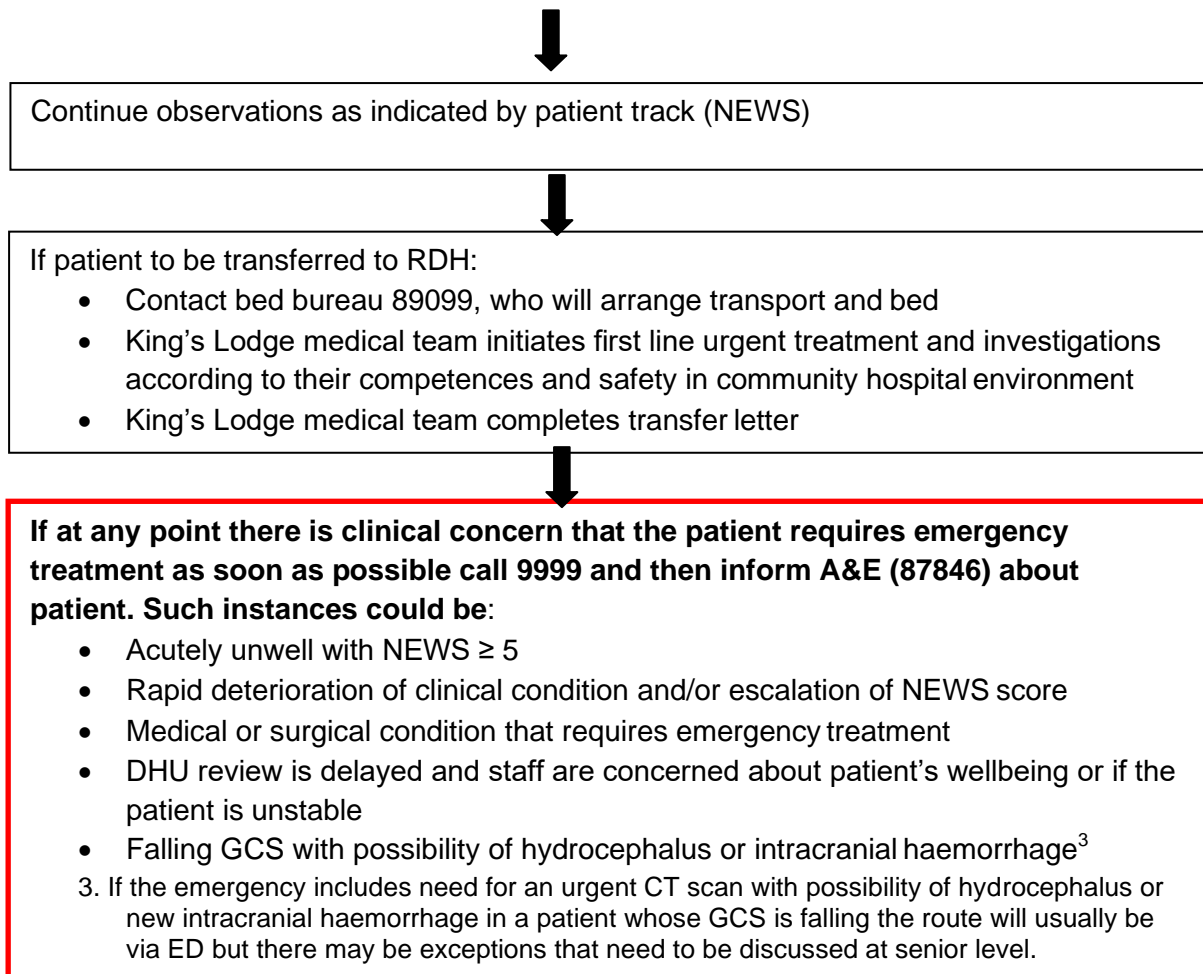 Continue observations as indicated by patient track (NEWS)
If patient to be transferred to RDH:
• Contact bed bureau 89099, who will arrange transport and bed
• King’s Lodge medical team initiates first line urgent treatment and investigations
according to their competences and safety in community hospital environment
• King’s Lodge medical team completes transfer letter
If at any point there is clinical concern that the patient requires emergency
treatment as soon as possible call 9999 and then inform A&E (87846) about
patient. Such instances could be:
• Acutely unwell with NEWS ≥ 5
• Rapid deterioration of clinical condition and/or escalation of NEWS score
• Medical or surgical condition that requires emergency treatment
• DHU review is delayed and staff are concerned about patient’s wellbeing or if the
patient is unstable
• Falling GCS with possibility of hydrocephalus or intracranial haemorrhage³
3. If the emergency includes need for an urgent CT scan with possibility of hydrocephalus or
new intracranial haemorrhage in a patient whose GCS is falling the route will usually be
via ED but there may be exceptions that need to be discussed at senior level.